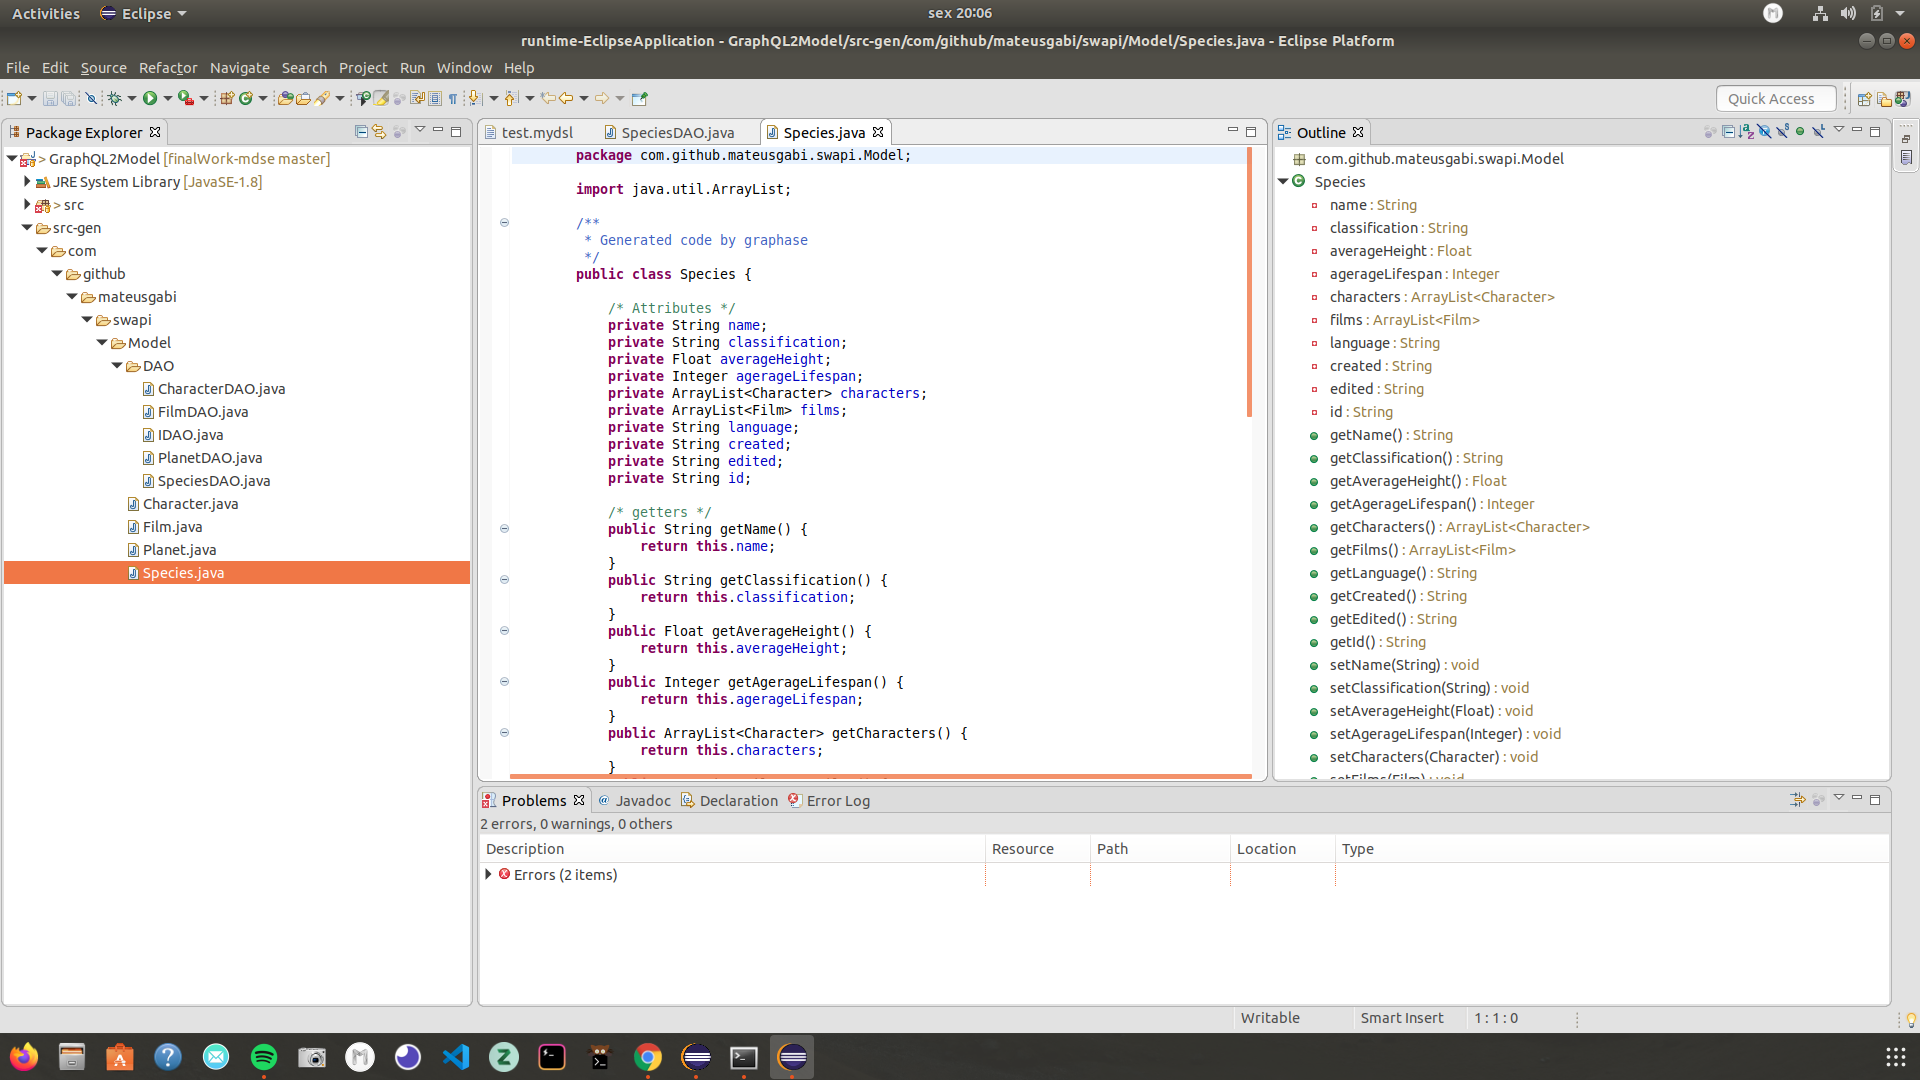 Activities
Eclipse
sex 20:06
runtime-EclipseApplication - GraphQL2Model/src-gen/com/github/mateusgabi/swapi/Model/Species.java - Eclipse Platform
File Edit Source Refactor Navigate Search Project Run Window Help
Quick Access
Package Explorer
> GraphQL2Model [finalWork-mdse master]
JRE System Library [JavaSE-1.8]
> src
src-gen
com
github
mateusgabi
swapi
Model
DAO
CharacterDAO.java
FilmDAO.java
IDAO.java
PlanetDAO.java
SpeciesDAO.java
Character.java
Film.java
Planet.java
Species.java
test.mydsl
SpeciesDAO.java
Species.java
package com.github.mateusgabi.swapi.Model;
import java.util.ArrayList;
/**
* Generated code by graphase
*/
public class Species {
/* Attributes */
private String name;
private String classification;
private Float averageHeight;
private Integer agerageLifespan;
private ArrayList<Character> characters;
private ArrayList<Film> films;
private String language;
private String created;
private String edited;
private String id;
/* getters */
public String getName() {
return this.name;
}
public String getClassification() {
return this.classification;
}
public Float getAverageHeight() {
return this.averageHeight;
}
public Integer getAgerageLifespan() {
return this.agerageLifespan;
}
public ArrayList<Character> getCharacters() {
return this.characters;
}
Outline
com.github.mateusgabi.swapi.Model
Species
name : String
classification : String
averageHeight : Float
agerageLifespan : Integer
characters : ArrayList<Character>
films : ArrayList<Film>
language : String
created : String
edited : String
id : String
getName() : String
getClassification() : String
getAverageHeight() : Float
getAgerageLifespan() : Integer
getCharacters() : ArrayList<Character>
getFilms() : ArrayList<Film>
getLanguage() : String
getCreated() : String
getEdited() : String
getId() : String
setName(String) : void
setClassification(String) : void
setAverageHeight(Float) : void
setAgerageLifespan(Integer) : void
setCharacters(Character) : void
setFilms(Film) : void
Problems
@ Javadoc
Declaration
Error Log
2 errors, 0 warnings, 0 others
Description Resource Path Location Type
Errors (2 items)
Writable
Smart Insert
1 : 1 : 0